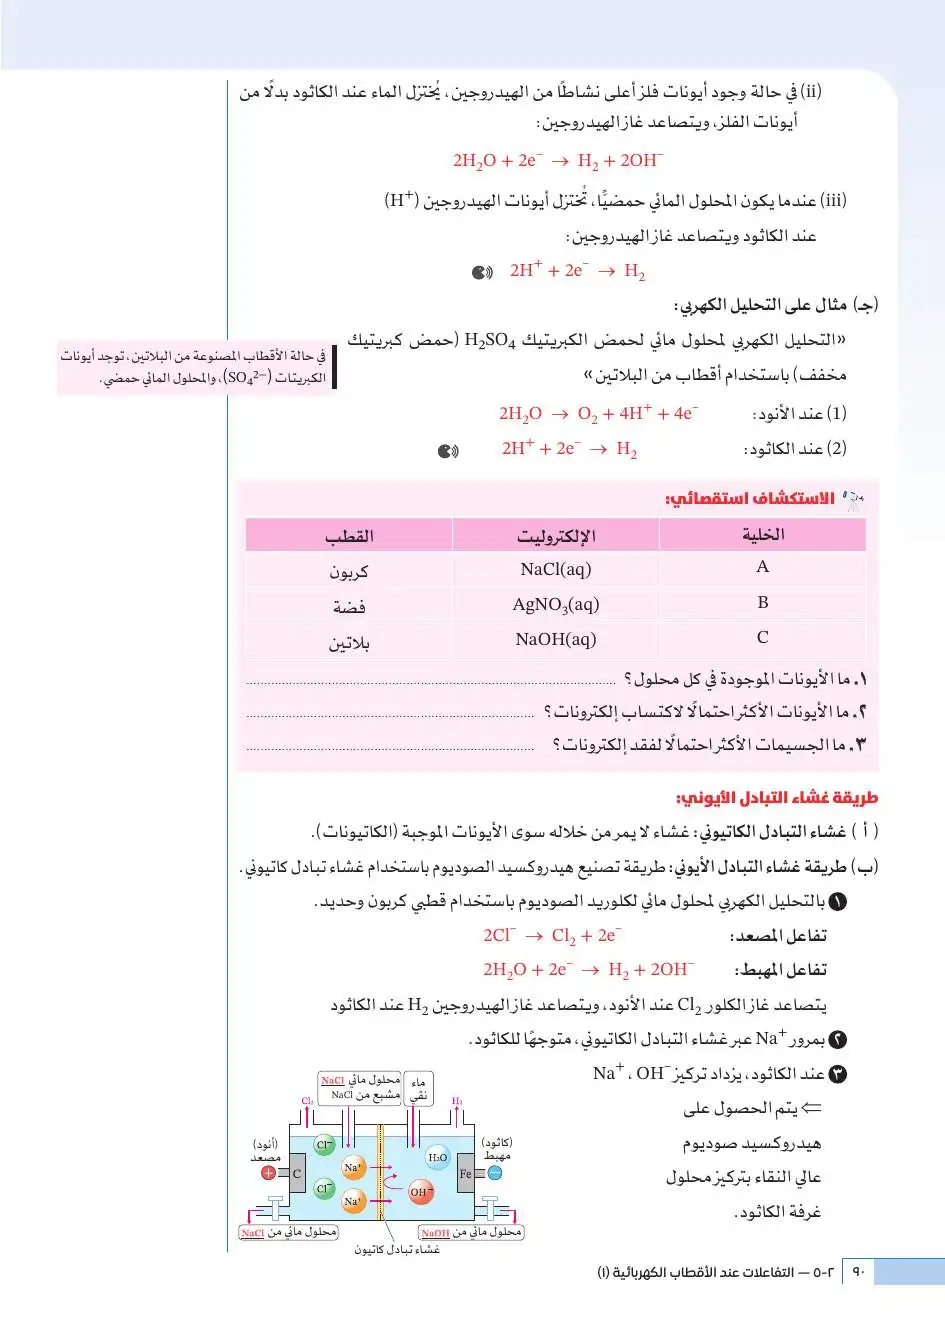 (ii) في حالة وجود أيونات فلز أعلى نشاطًا من الهيدروجين، يُختزل الماء عند الكاثود بدلًا من
أيونات الفلز، ويتصاعد غاز الهيدروجين:
2H₂O + 2e⁻ → H₂ + 2OH⁻
(iii) عندما يكون المحلول المائي حمضيًّا، تُختزل أيونات الهيدروجين (H⁺)
عند الكاثود ويتصاعد غاز الهيدروجين:
2H⁺ + 2e⁻ → H₂
(جـ) مثال على التحليل الكهربي:
«التحليل الكهربي لمحلول مائي لحمض الكبريتيك H₂SO₄ (حمض كبريتيك
مخفف) باستخدام أقطاب من البلاتين»
في حالة الأقطاب المصنوعة من البلاتين، توجد أيونات
الكبريتات (SO₄²⁻)، والمحلول المائي حمضي.
(1) عند الأنود: 2H₂O → O₂ + 4H⁺ + 4e⁻
(2) عند الكاثود: 2H⁺ + 2e⁻ → H₂
الاستكشاف استقصائي:
الخلية الإلكتروليت القطب
A NaCl(aq) كربون
B AgNO₃(aq) فضة
C NaOH(aq) بلاتين
١. ما الأيونات الموجودة في كل محلول؟
٢. ما الأيونات الأكثر احتمالًا لاكتساب إلكترونات؟
٣. ما الجسيمات الأكثر احتمالًا لفقد إلكترونات؟
طريقة غشاء التبادل الأيوني:
( أ ) غشاء التبادل الكاتيوني: غشاء لا يمر من خلاله سوى الأيونات الموجبة (الكاتيونات).
(ب) طريقة غشاء التبادل الأيوني: طريقة تصنيع هيدروكسيد الصوديوم باستخدام غشاء تبادل كاتيوني.
١ بالتحليل الكهربي لمحلول مائي لكلوريد الصوديوم باستخدام قطبي كربون وحديد.
تفاعل المصعد: 2Cl⁻ → Cl₂ + 2e⁻
تفاعل المهبط: 2H₂O + 2e⁻ → H₂ + 2OH⁻
يتصاعد غاز الكلور Cl₂ عند الأنود، ويتصاعد غاز الهيدروجين H₂ عند الكاثود
٢ بمرور Na⁺ عبر غشاء التبادل الكاتيوني، متوجهًا للكاثود.
٣ عند الكاثود، يزداد تركيز Na⁺ ، OH⁻
⇐ يتم الحصول على
هيدروكسيد صوديوم
عالي النقاء بتركيز محلول
غرفة الكاثود.
محلول مائي NaCl
مشبع من NaCl
ماء
نقي
Cl₂
H₂
(أنود)
مصعد
(كاثود)
مهبط
+
C
Cl⁻
Cl⁻
Na⁺
Na⁺
H₂O
OH⁻
Fe
−
محلول مائي من NaCl
محلول مائي من NaOH
غشاء تبادل كاتيون
٩٠ ٢-٥ — التفاعلات عند الأقطاب الكهربائية (١)